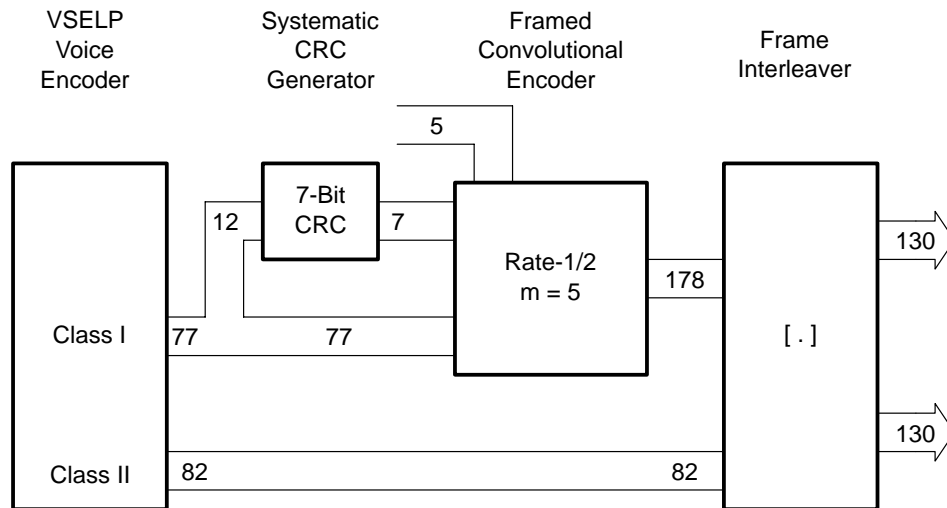 VSELP
Voice
Encoder
Systematic
CRC
Generator
Framed
Convolutional
Encoder
Frame
Interleaver
5
7-Bit
CRC
12
7
130
Rate-1/2
m = 5
178
Class I
77
77
[ . ]
130
Class II
82
82